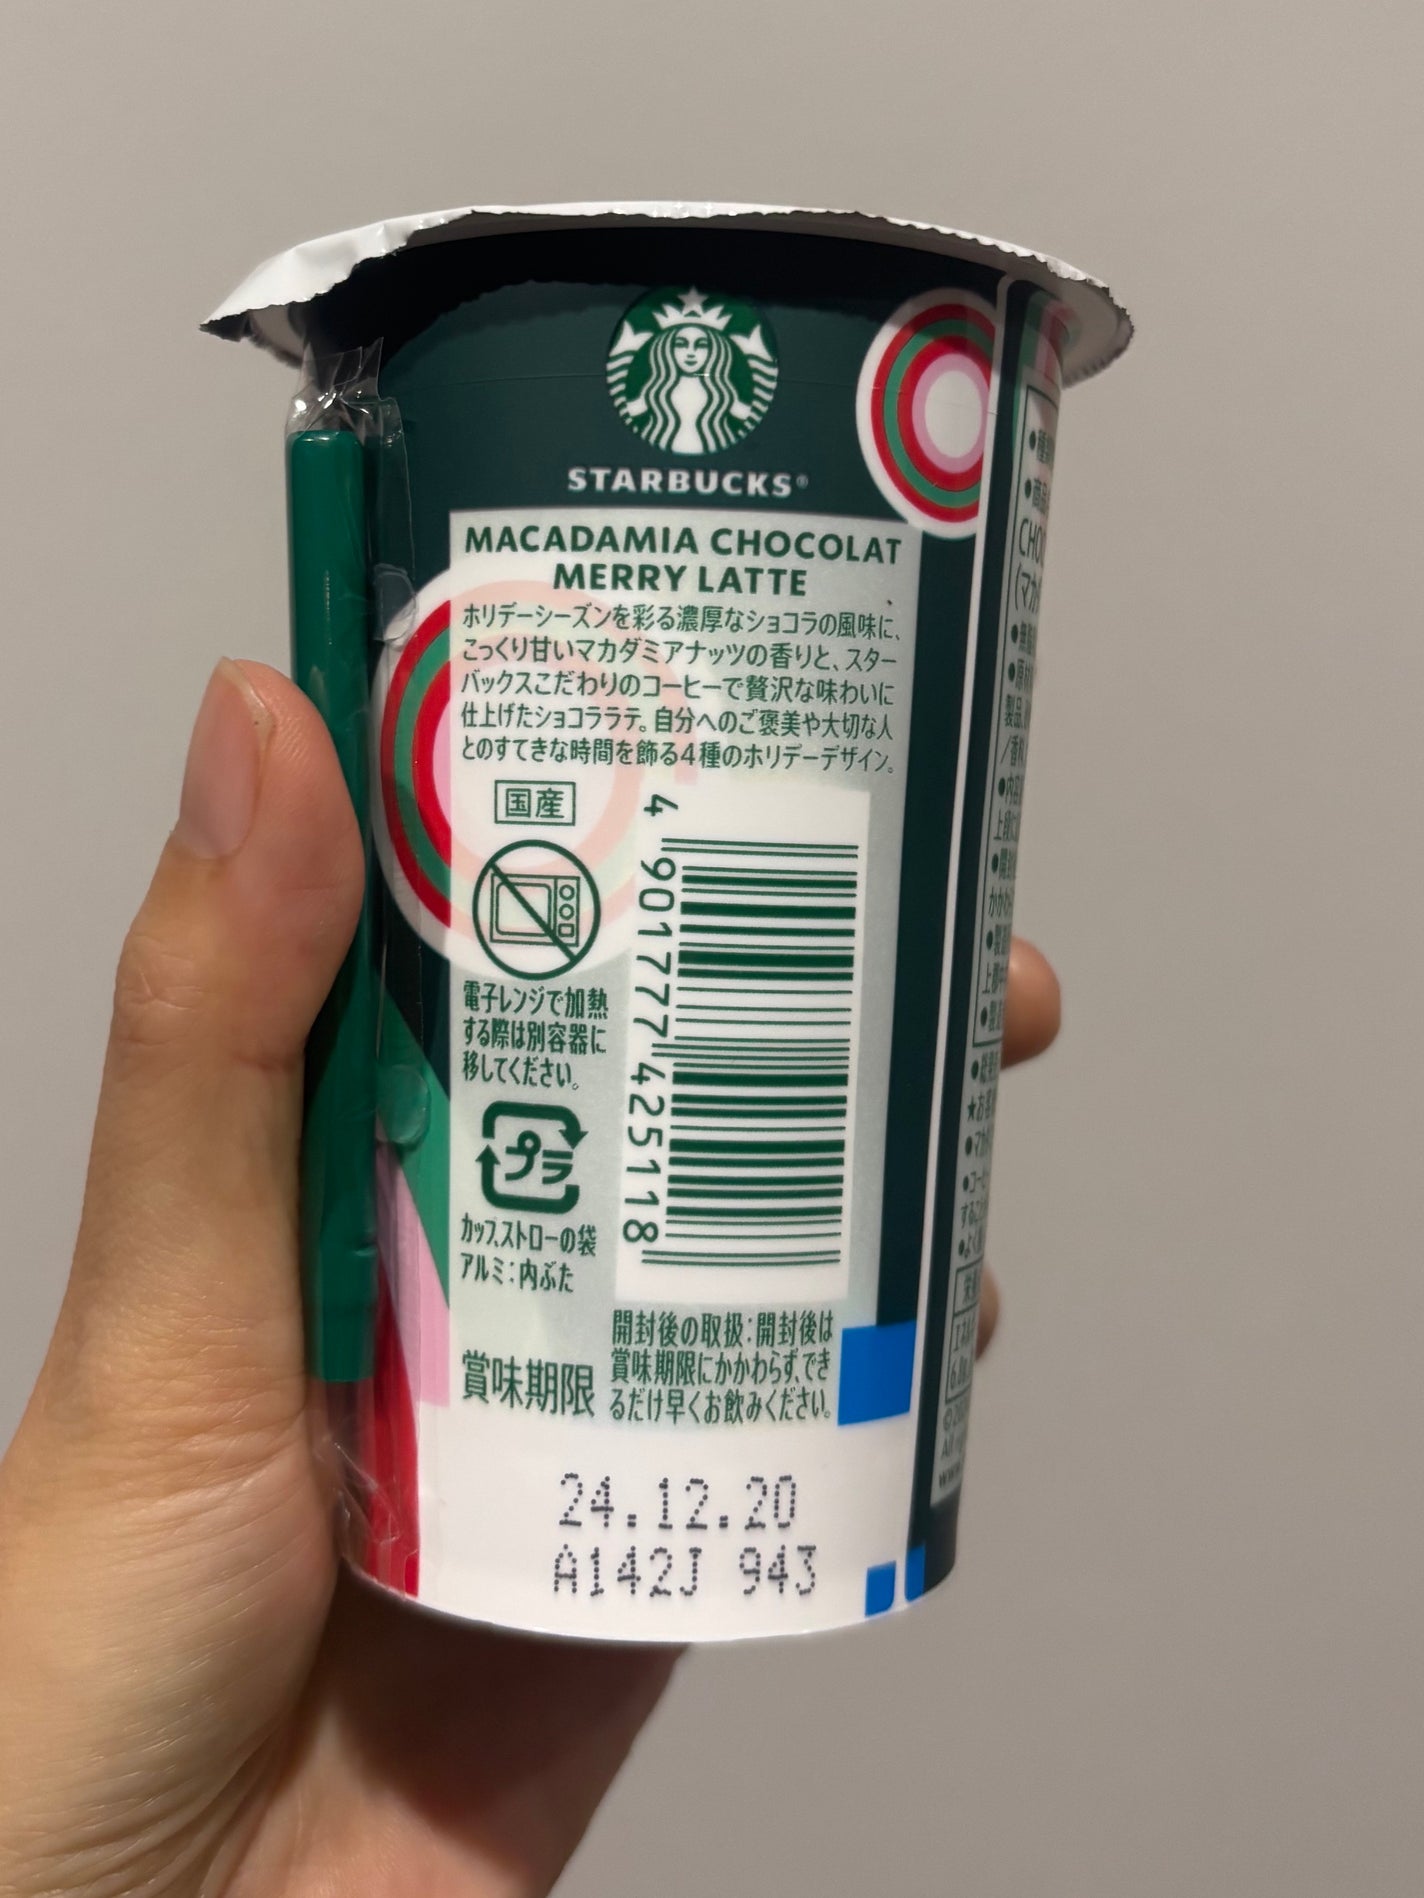 STARBUCKS®
MACADAMIA CHOCOLAT
MERRY LATTE
ホリデーシーズンを彩る濃厚なショコラの風味に、
こっくり甘いマカダミアナッツの香りと、スター
バックスこだわりのコーヒーで贅沢な味わいに
仕上げたショコララテ。自分へのご褒美や大切な人
とのすてきな時間を飾る4種のホリデーデザイン。
国産
電子レンジで加熱
する際は別容器に
移してください。
プラ
カップ、ストローの袋
アルミ:内ぶた
4 901777 425118
賞味期限
開封後の取扱:開封後は
賞味期限にかかわらず、でき
るだけ早くお飲みください。
24.12.20
A142J 943